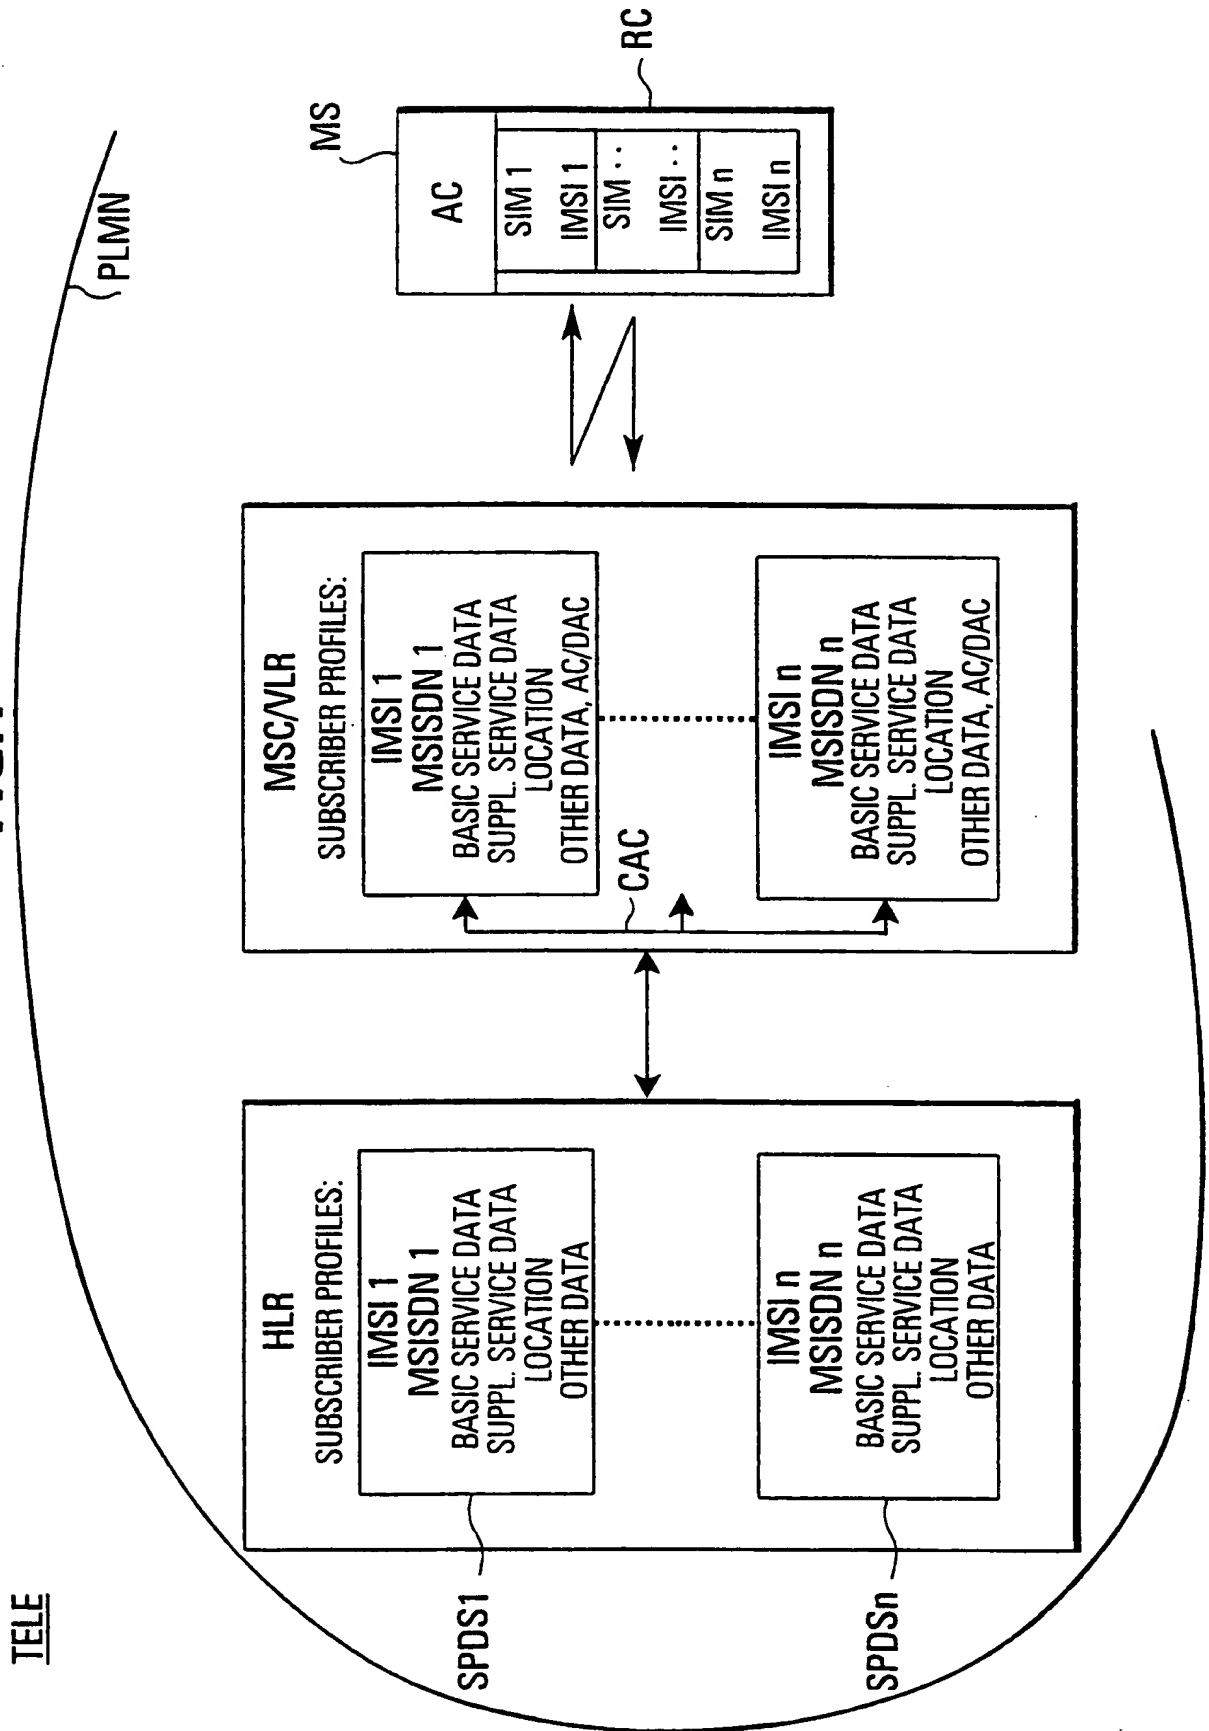 TELE
PLMN
HLR
SUBSCRIBER PROFILES:
IMSI 1
MSISDN 1
BASIC SERVICE DATA
SUPPL. SERVICE DATA
LOCATION
OTHER DATA
SPDS1
IMSI n
MSISDN n
BASIC SERVICE DATA
SUPPL. SERVICE DATA
LOCATION
OTHER DATA
SPDSn
MSC/VLR
SUBSCRIBER PROFILES:
IMSI 1
MSISDN 1
BASIC SERVICE DATA
SUPPL. SERVICE DATA
LOCATION
OTHER DATA, AC/DAC
CAC
IMSI n
MSISDN n
BASIC SERVICE DATA
SUPPL. SERVICE DATA
LOCATION
OTHER DATA, AC/DAC
MS
AC
SIM 1
IMSI 1
SIM ··
IMSI ··
SIM n
IMSI n
RC